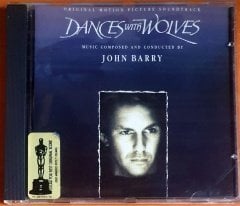 ORIGINAL MOTION PICTURE SOUNDTRACK
DANCES WITH WOLVES
MUSIC COMPOSED AND CONDUCTED BY
JOHN BARRY